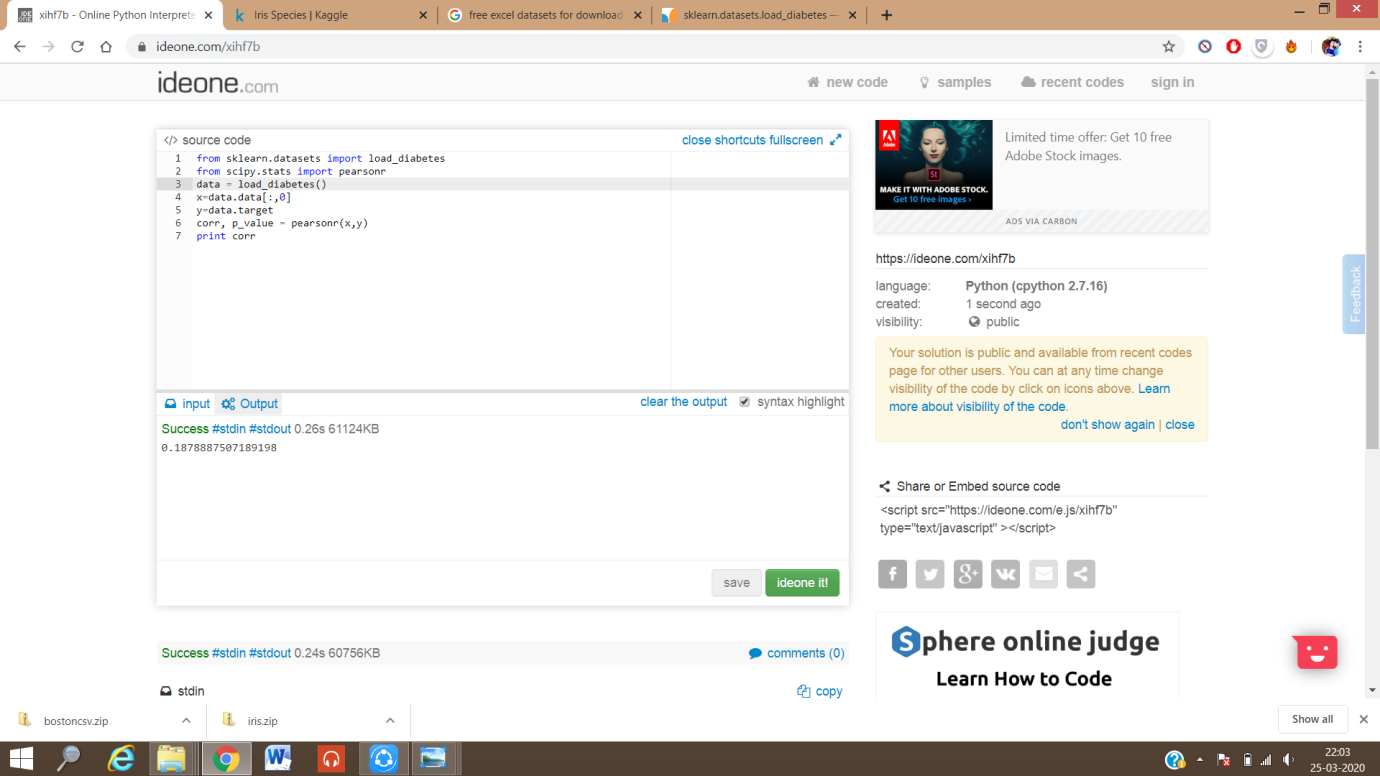 xihf7b - Online Python Interprete
Iris Species | Kaggle
free excel datasets for download
sklearn.datasets.load_diabetes —
ideone.com/xihf7b
ideone.com
new code
samples
recent codes
sign in
</> source code
close shortcuts fullscreen
1 from sklearn.datasets import load_diabetes
2 from scipy.stats import pearsonr
3 data = load_diabetes()
4 x=data.data[:,0]
5 y=data.target
6 corr, p_value = pearsonr(x,y)
7 print corr
input Output
clear the output
syntax highlight
Success #stdin #stdout 0.26s 61124KB
0.1878887507189198
save
ideone it!
Success #stdin #stdout 0.24s 60756KB
comments (0)
stdin
copy
St
MAKE IT WITH ADOBE STOCK.
Get 10 free images ›
Limited time offer: Get 10 free
Adobe Stock images.
ADS VIA CARBON
https://ideone.com/xihf7b
language: Python (cpython 2.7.16)
created: 1 second ago
visibility: public
Your solution is public and available from recent codes
page for other users. You can at any time change
visibility of the code by click on icons above. Learn
more about visibility of the code.
don't show again | close
Share or Embed source code
<script src="https://ideone.com/e.js/xihf7b"
type="text/javascript" ></script>
Sphere online judge
Learn How to Code
Feedback
bostoncsv.zip
iris.zip
Show all
22:03
25-03-2020